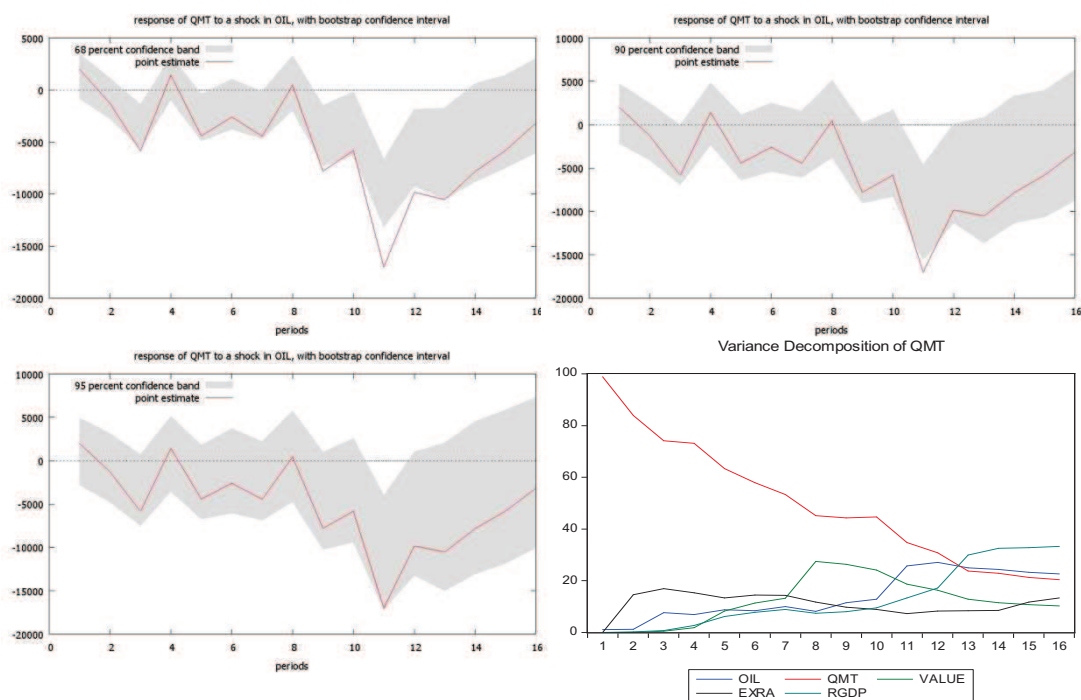 response of QMT to a shock in OIL, with bootstrap confidence interval
68 percent confidence band
point estimate
5000
0
-5000
-10000
-15000
-20000
0 2 4 6 8 10 12 14 16
periods
response of QMT to a shock in OIL, with bootstrap confidence interval
90 percent confidence band
point estimate
10000
5000
0
-5000
-10000
-15000
-20000
0 2 4 6 8 10 12 14 16
periods
response of QMT to a shock in OIL, with bootstrap confidence interval
95 percent confidence band
point estimate
10000
5000
0
-5000
-10000
-15000
-20000
0 2 4 6 8 10 12 14 16
periods
Variance Decomposition of QMT
100
80
60
40
20
0
1 2 3 4 5 6 7 8 9 10 11 12 13 14 15 16
OIL QMT VALUE
EXRA RGDP